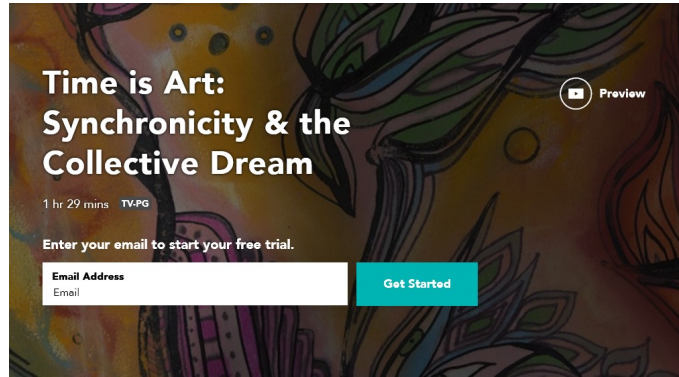 Time is Art:
Synchronicity & the
Collective Dream
Preview
1 hr 29 mins TV-PG
Enter your email to start your free trial.
Email Address
Email
Get Started